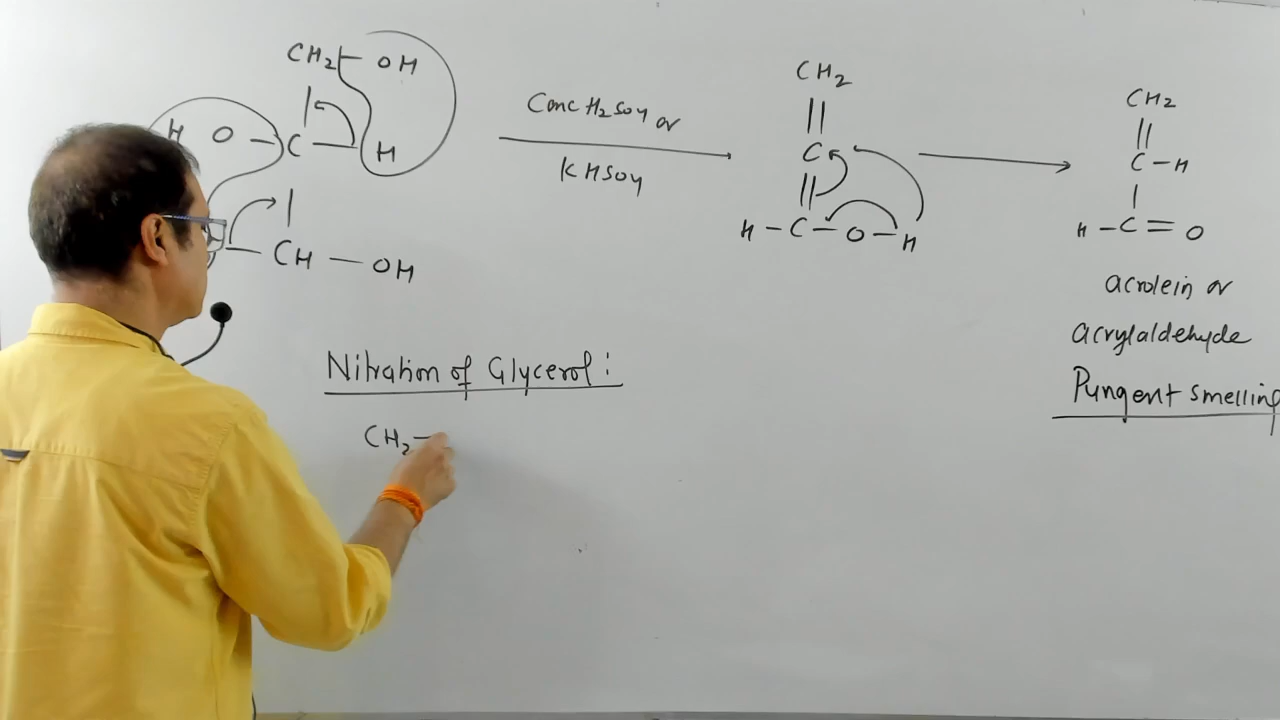 CH₂ — OH
H O — C — H
— CH — OH
Conc H₂SO₄ or
KHSO₄
CH₂
||
C
||
H — C — O — H
CH₂
||
C — H
|
H — C = O
acrolein or
acrylaldehyde
Pungent smelling
Nitration of Glycerol :
CH₂ —